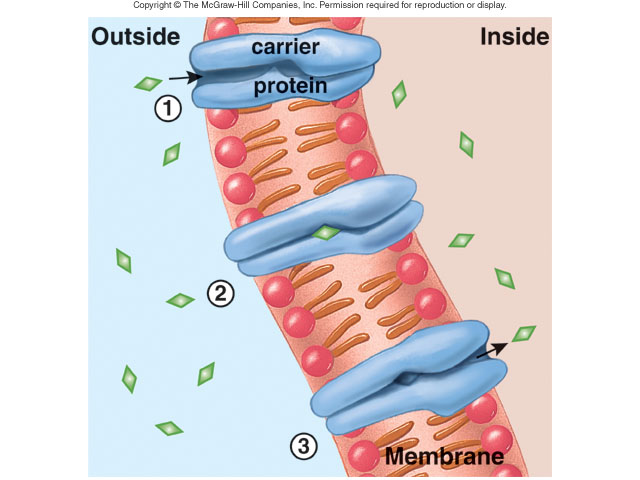 Copyright © The McGraw-Hill Companies, Inc. Permission required for reproduction or display.
Outside
carrier
Inside
protein
1
2
3
Membrane